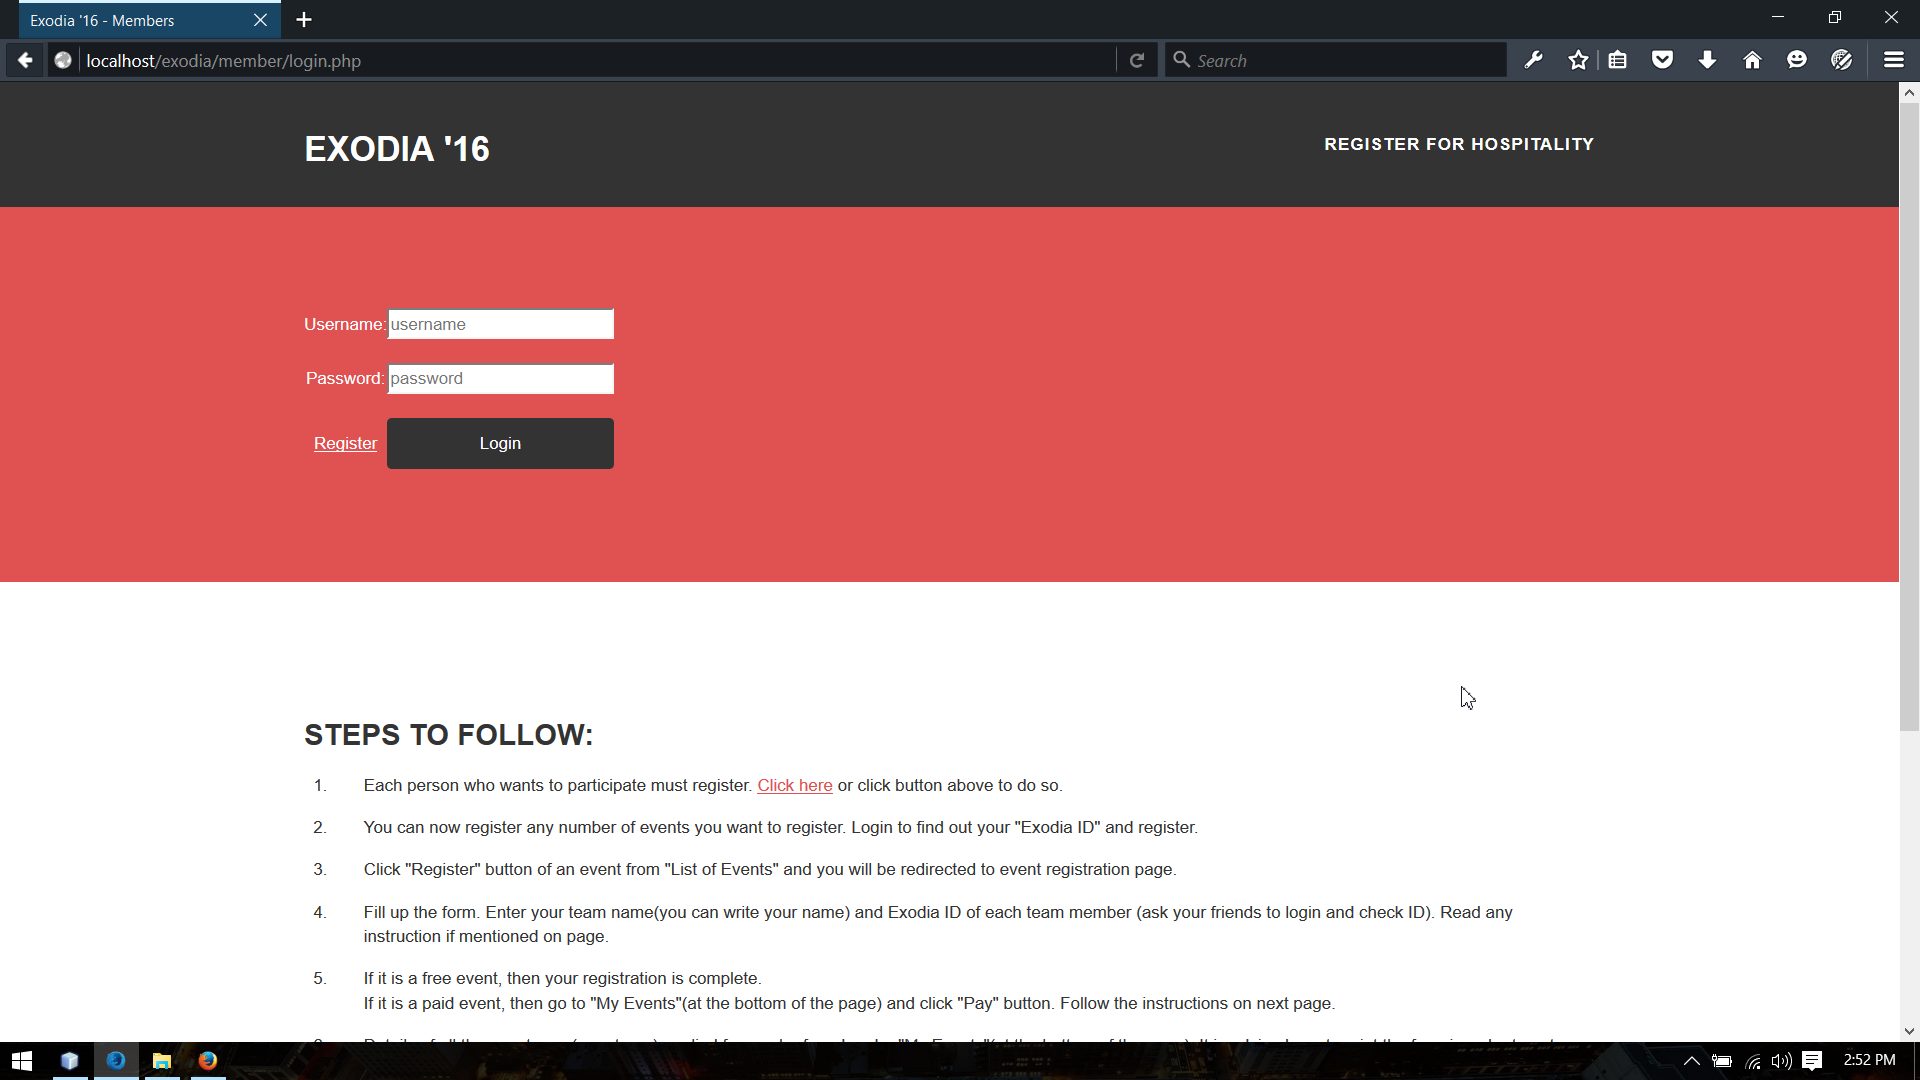 Exodia '16 - Members
localhost/exodia/member/login.php
Search
EXODIA '16
REGISTER FOR HOSPITALITY
Username: username
Password: password
Register Login
STEPS TO FOLLOW:
1. Each person who wants to participate must register. Click here or click button above to do so.
2. You can now register any number of events you want to register. Login to find out your "Exodia ID" and register.
3. Click "Register" button of an event from "List of Events" and you will be redirected to event registration page.
4. Fill up the form. Enter your team name(you can write your name) and Exodia ID of each team member (ask your friends to login and check ID). Read any
instruction if mentioned on page.
5. If it is a free event, then your registration is complete.
If it is a paid event, then go to "My Events"(at the bottom of the page) and click "Pay" button. Follow the instructions on next page.
2:52 PM